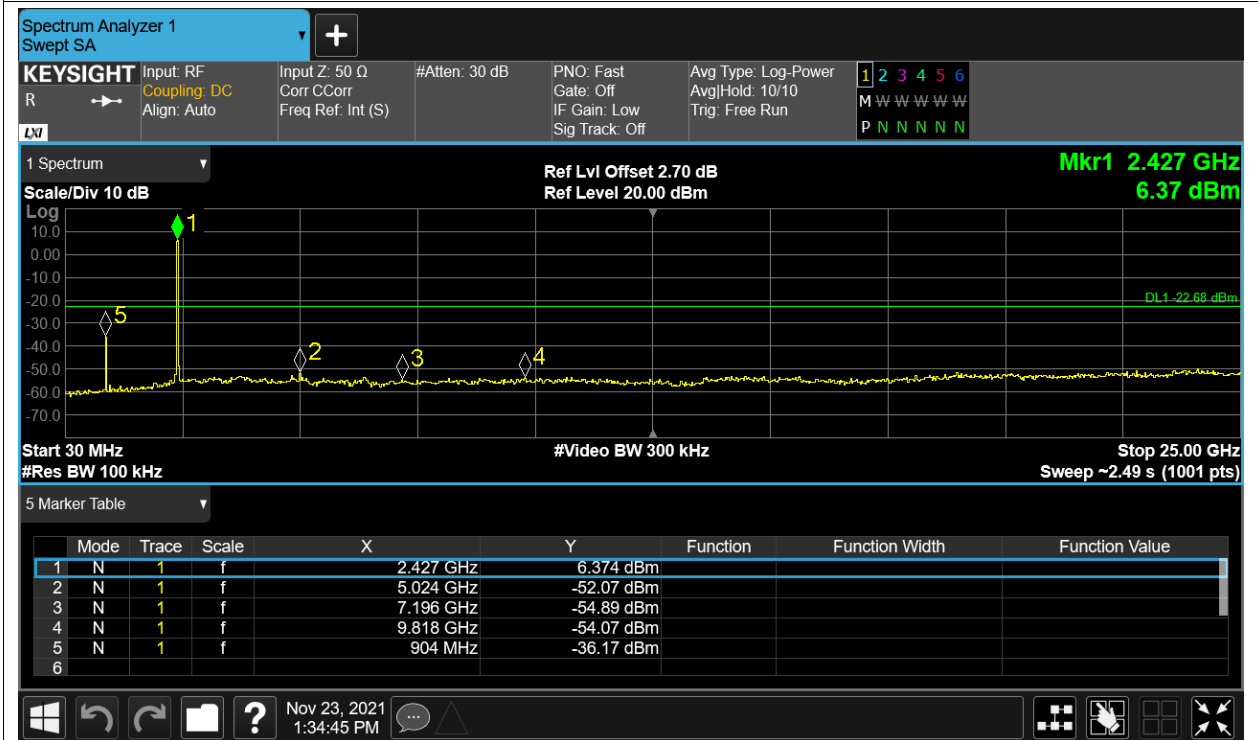 Spectrum Analyzer 1
Swept SA
+
KEYSIGHT Input: RF Input Z: 50 Ω #Atten: 30 dB PNO: Fast Avg Type: Log-Power 1 2 3 4 5 6
R Coupling: DC Corr CCorr Gate: Off Avg|Hold: 10/10 M W W W W W
Align: Auto Freq Ref: Int (S) IF Gain: Low Trig: Free Run
LXI Sig Track: Off P N N N N N
1 Spectrum Ref Lvl Offset 2.70 dB Mkr1 2.427 GHz
Scale/Div 10 dB Ref Level 20.00 dBm 6.37 dBm
Log
1
10.0
0.00
-10.0
-20.0 DL1 -22.68 dBm
5
-30.0
-40.0 2 3 4
-50.0
-60.0
-70.0
Start 30 MHz #Video BW 300 kHz Stop 25.00 GHz
#Res BW 100 kHz Sweep ~2.49 s (1001 pts)
5 Marker Table
Mode Trace Scale X Y Function Function Width Function Value
1 N 1 f 2.427 GHz 6.374 dBm
2 N 1 f 5.024 GHz -52.07 dBm
3 N 1 f 7.196 GHz -54.89 dBm
4 N 1 f 9.818 GHz -54.07 dBm
5 N 1 f 904 MHz -36.17 dBm
6
? Nov 23, 2021
1:34:45 PM